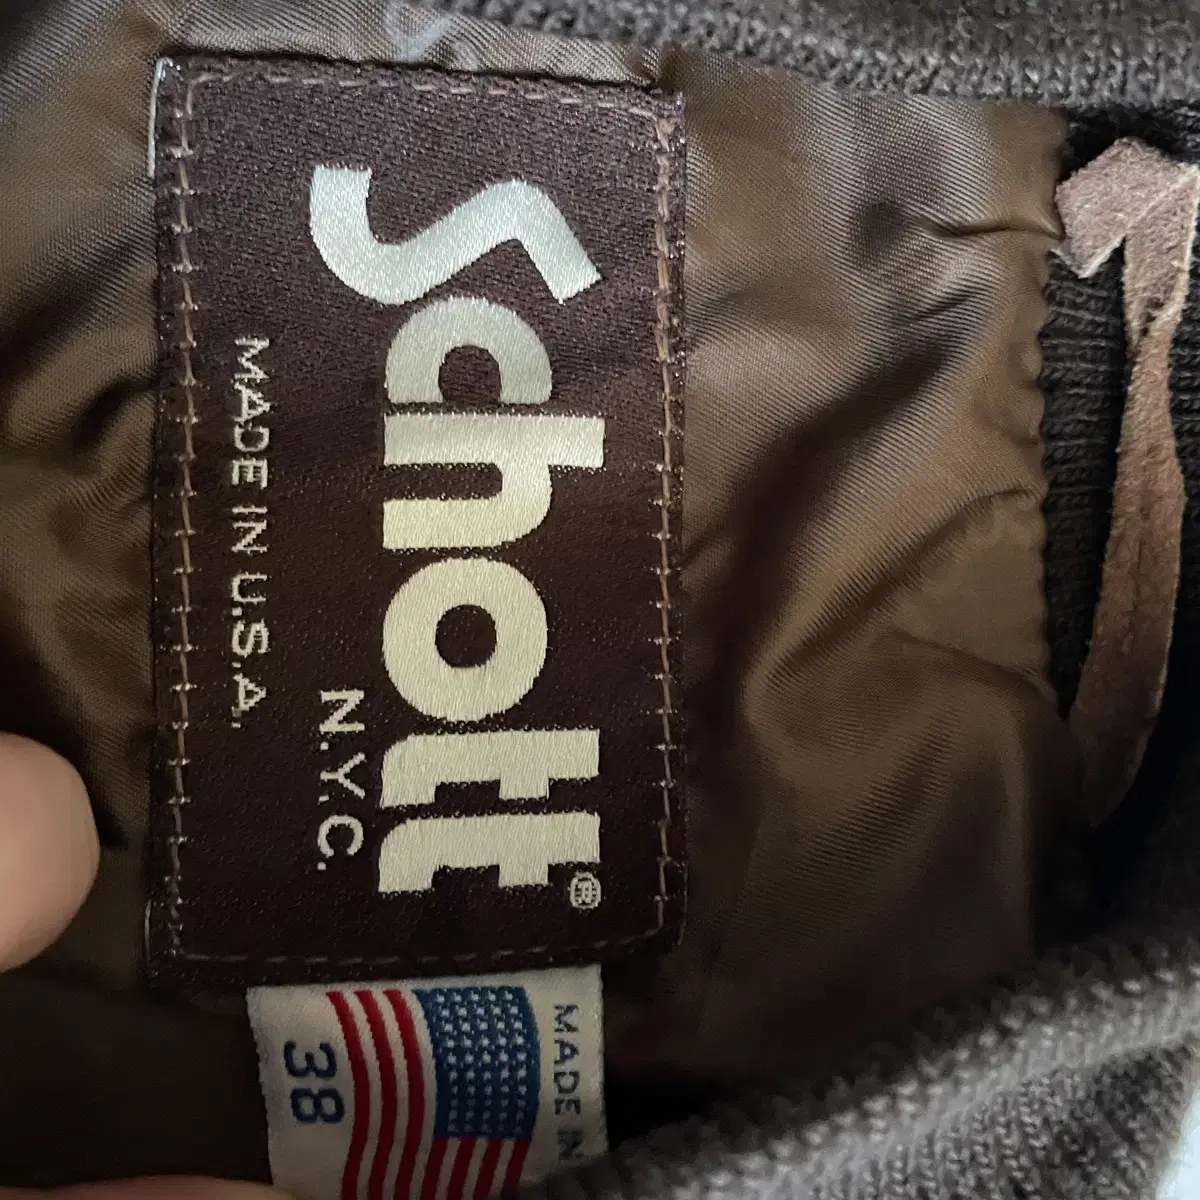 Schott®
N.Y.C.
MADE IN U.S.A.
MADE IN
38